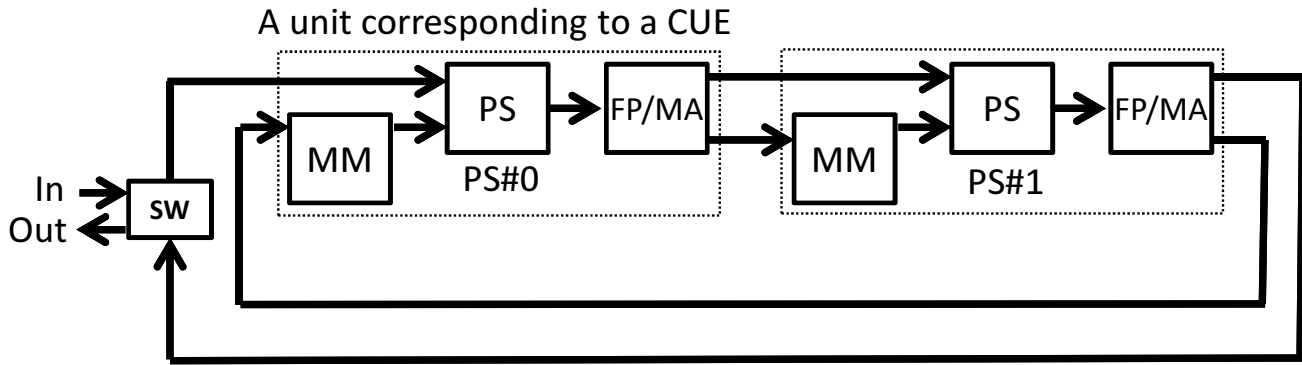 A unit corresponding to a CUE
PS
FP/MA
MM
PS#0
PS
FP/MA
MM
PS#1
In
Out
SW